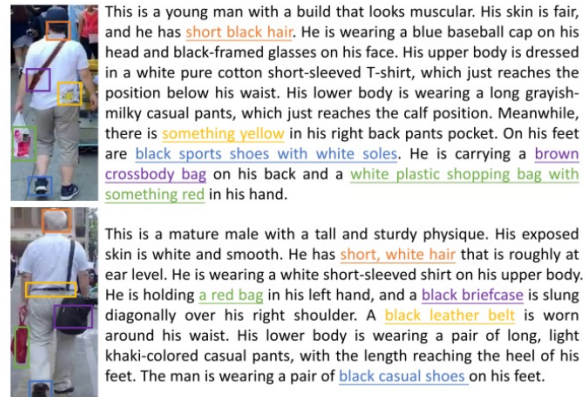 This is a young man with a build that looks muscular. His skin is fair,
and he has short black hair. He is wearing a blue baseball cap on his
head and black-framed glasses on his face. His upper body is dressed
in a white pure cotton short-sleeved T-shirt, which just reaches the
position below his waist. His lower body is wearing a long grayish-
milky casual pants, which just reaches the calf position. Meanwhile,
there is something yellow in his right back pants pocket. On his feet
are black sports shoes with white soles. He is carrying a brown
crossbody bag on his back and a white plastic shopping bag with
something red in his hand.
This is a mature male with a tall and sturdy physique. His exposed
skin is white and smooth. He has short, white hair that is roughly at
ear level. He is wearing a white short-sleeved shirt on his upper body.
He is holding a red bag in his left hand, and a black briefcase is slung
diagonally over his right shoulder. A black leather belt is worn
around his waist. His lower body is wearing a pair of long, light
khaki-colored casual pants, with the length reaching the heel of his
feet. The man is wearing a pair of black casual shoes on his feet.